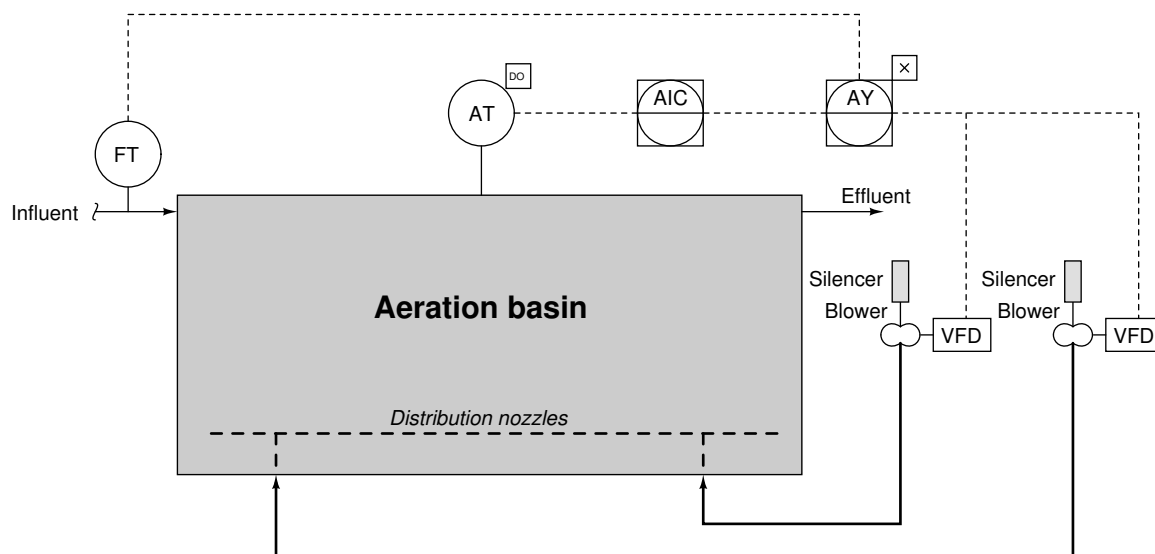 DO
×
AT
AIC
AY
FT
Influent
Effluent
Silencer
Blower
VFD
Silencer
Blower
VFD
Aeration basin
Distribution nozzles